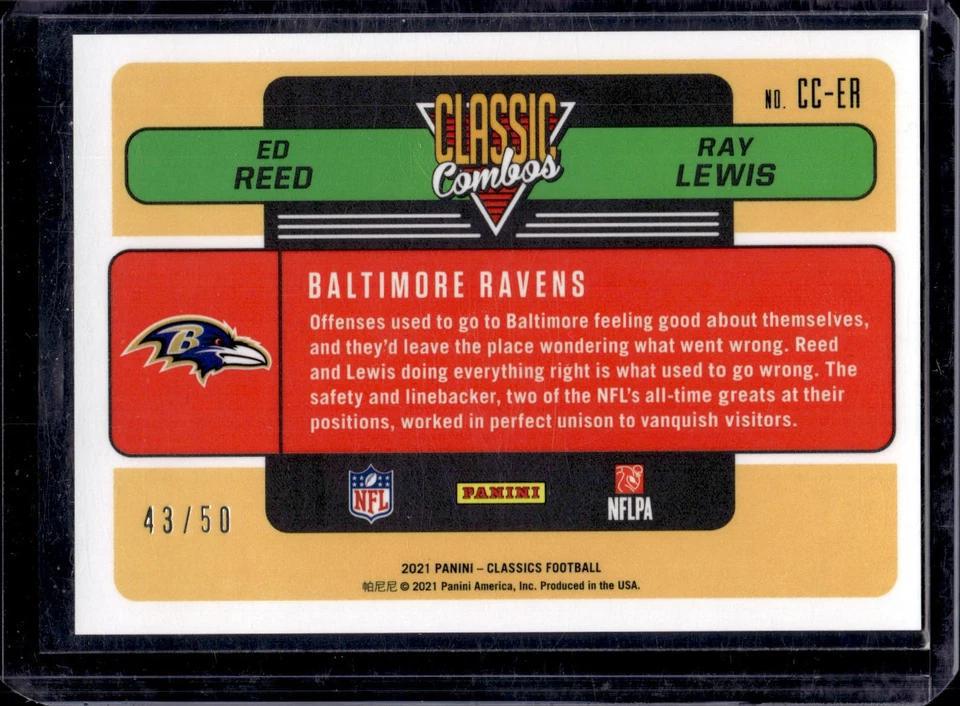 NO. CC-ER
CLASSIC
Combos
ED
REED
RAY
LEWIS
BALTIMORE RAVENS
Offenses used to go to Baltimore feeling good about themselves,
and they'd leave the place wondering what went wrong. Reed
and Lewis doing everything right is what used to go wrong. The
safety and linebacker, two of the NFL's all-time greats at their
positions, worked in perfect unison to vanquish visitors.
B
NFL
PANINI
NFLPA
43/50
2021 PANINI – CLASSICS FOOTBALL
帕尼尼 © 2021 Panini America, Inc. Produced in the USA.